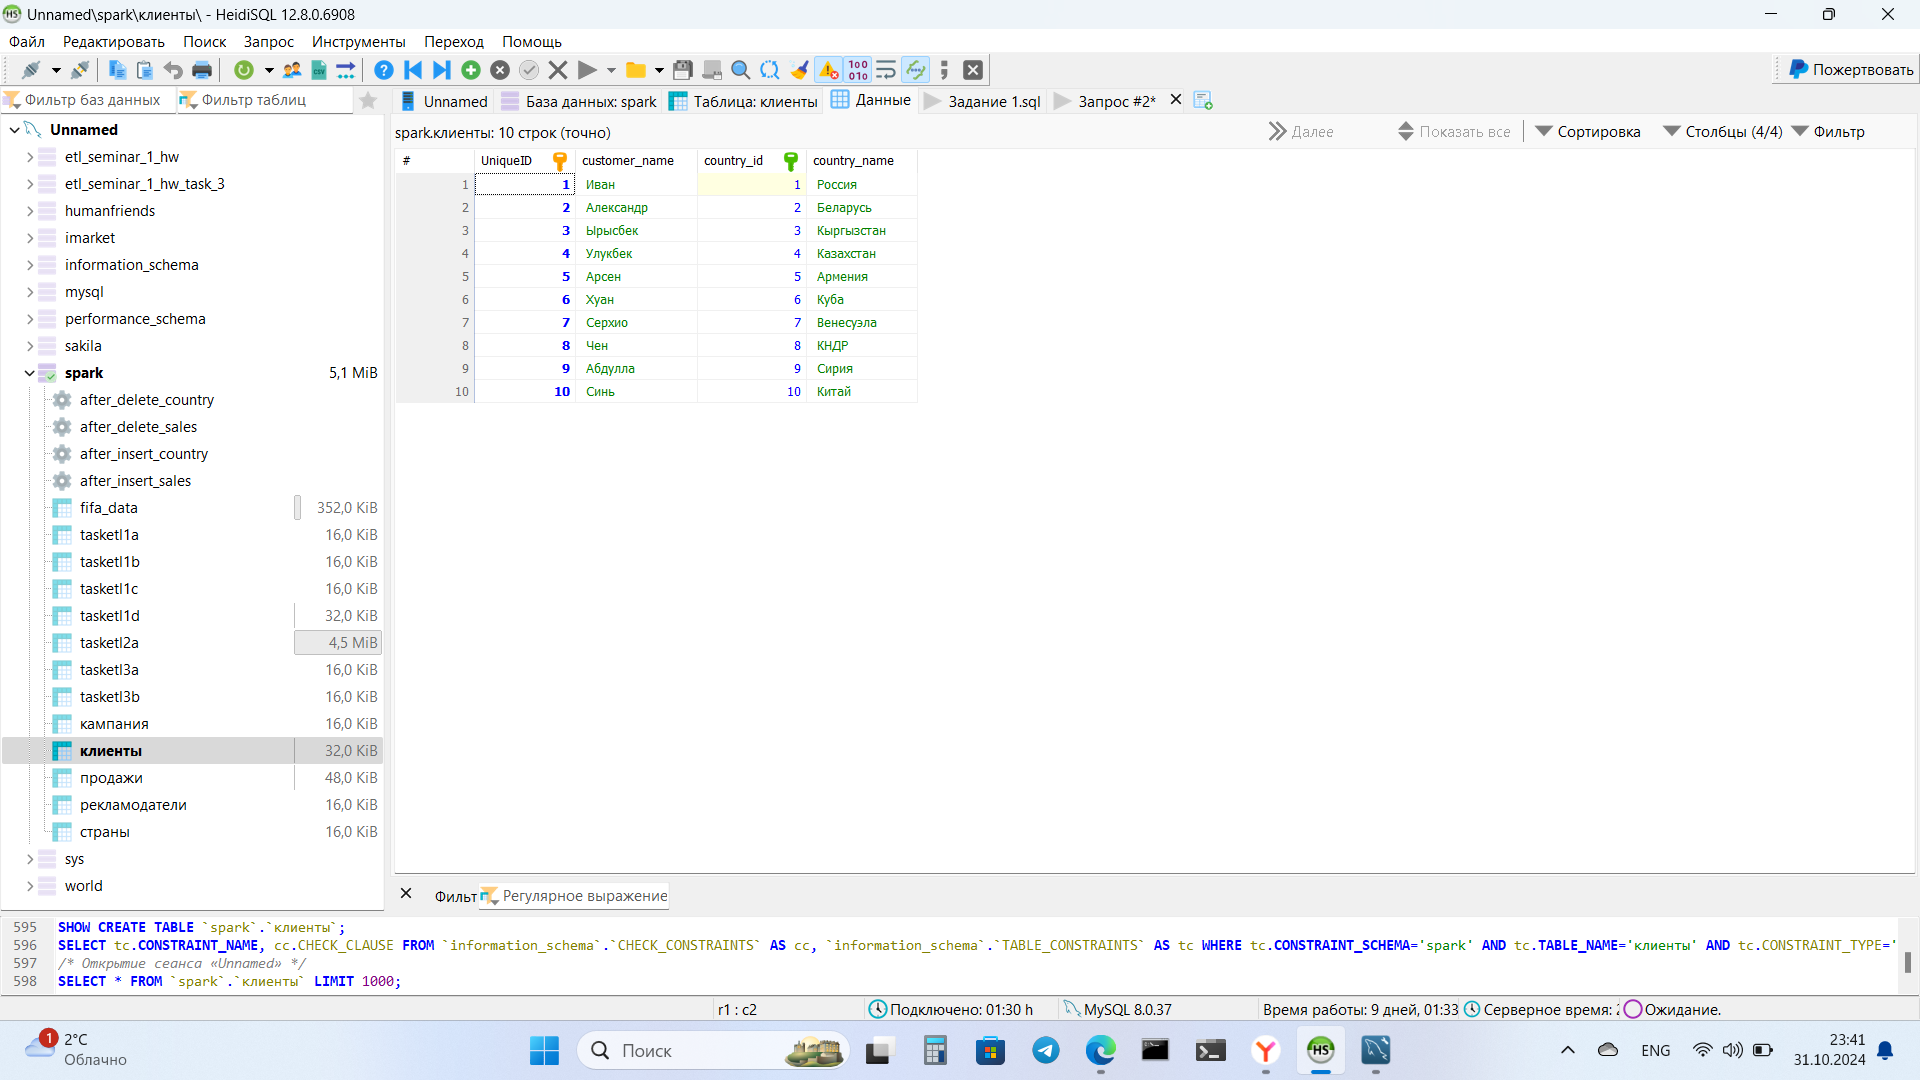 Unnamed\spark\клиенты\ - HeidiSQL 12.8.0.6908
Файл Редактировать Поиск Запрос Инструменты Переход Помощь
Пожертвовать
Фильтр баз данных Фильтр таблиц
Unnamed База данных: spark Таблица: клиенты Данные Задание 1.sql Запрос #2*
spark.клиенты: 10 строк (точно) Далее Показать все Сортировка Столбцы (4/4) Фильтр
Unnamed
etl_seminar_1_hw
etl_seminar_1_hw_task_3
humanfriends
imarket
information_schema
mysql
performance_schema
sakila
spark 5,1 MiB
after_delete_country
after_delete_sales
after_insert_country
after_insert_sales
fifa_data 352,0 KiB
tasketl1a 16,0 KiB
tasketl1b 16,0 KiB
tasketl1c 16,0 KiB
tasketl1d 32,0 KiB
tasketl2a 4,5 MiB
tasketl3a 16,0 KiB
tasketl3b 16,0 KiB
кампания 16,0 KiB
клиенты 32,0 KiB
продажи 48,0 KiB
рекламодатели 16,0 KiB
страны 16,0 KiB
sys
world
# UniqueID customer_name country_id country_name
1 1 Иван 1 Россия
2 2 Александр 2 Беларусь
3 3 Ырысбек 3 Кыргызстан
4 4 Улукбек 4 Казахстан
5 5 Арсен 5 Армения
6 6 Хуан 6 Куба
7 7 Серхио 7 Венесуэла
8 8 Чен 8 КНДР
9 9 Абдулла 9 Сирия
10 10 Синь 10 Китай
Фильт Регулярное выражение
595 SHOW CREATE TABLE `spark`.`клиенты`;
596 SELECT tc.CONSTRAINT_NAME, cc.CHECK_CLAUSE FROM `information_schema`.`CHECK_CONSTRAINTS` AS cc, `information_schema`.`TABLE_CONSTRAINTS` AS tc WHERE tc.CONSTRAINT_SCHEMA='spark' AND tc.TABLE_NAME='клиенты' AND tc.CONSTRAINT_TYPE='
597 /* Открытие сеанса «Unnamed» */
598 SELECT * FROM `spark`.`клиенты` LIMIT 1000;
r1 : c2 Подключено: 01:30 h MySQL 8.0.37 Время работы: 9 дней, 01:33 Серверное время: Ожидание.
1 2°C
Облачно
Поиск
HS
ENG
23:41
31.10.2024